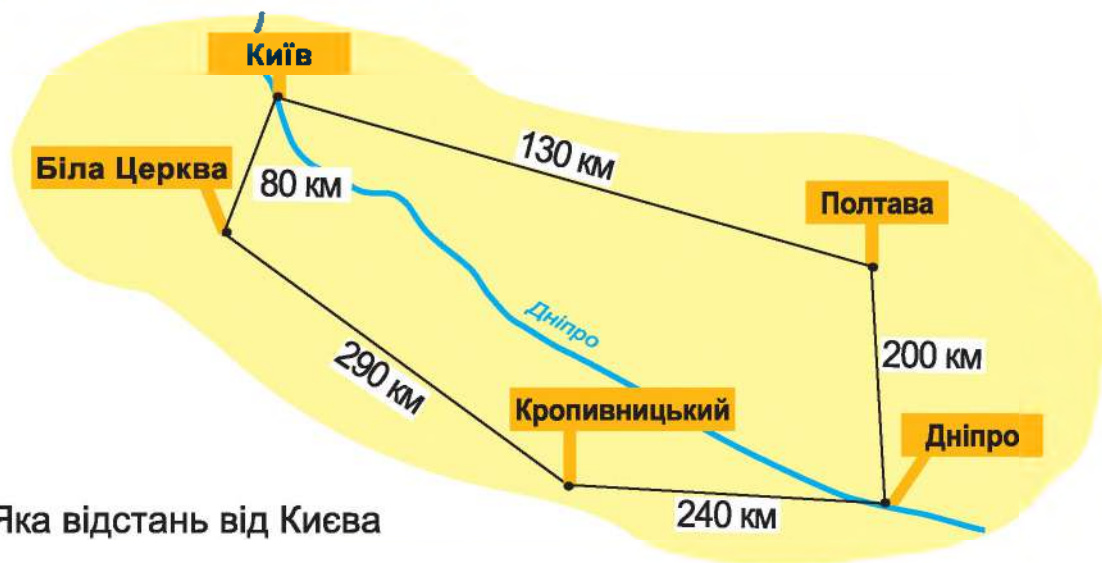 Київ
130 км
Біла Церква
80 км
Полтава
Дніпро
200 км
290 км
Кропивницький
Дніпро
240 км
Яка відстань від Києва